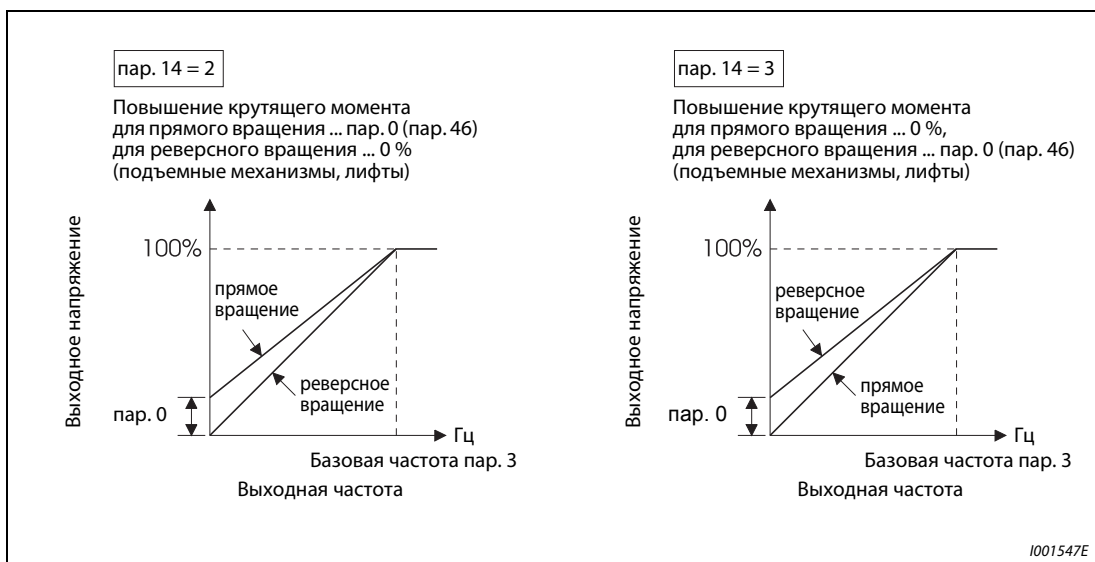 пар. 14 = 2
Повышение крутящего момента
для прямого вращения ... пар. 0 (пар. 46)
для реверсного вращения ... 0 %
(подъемные механизмы, лифты)
Выходное напряжение
100%
прямое
вращение
реверсное
вращение
пар. 0
Гц
Базовая частота пар. 3
Выходная частота
пар. 14 = 3
Повышение крутящего момента
для прямого вращения ... 0 %,
для реверсного вращения ... пар. 0 (пар. 46)
(подъемные механизмы, лифты)
Выходное напряжение
100%
реверсное
вращение
прямое
вращение
пар. 0
Гц
Базовая частота пар. 3
Выходная частота
I001547E